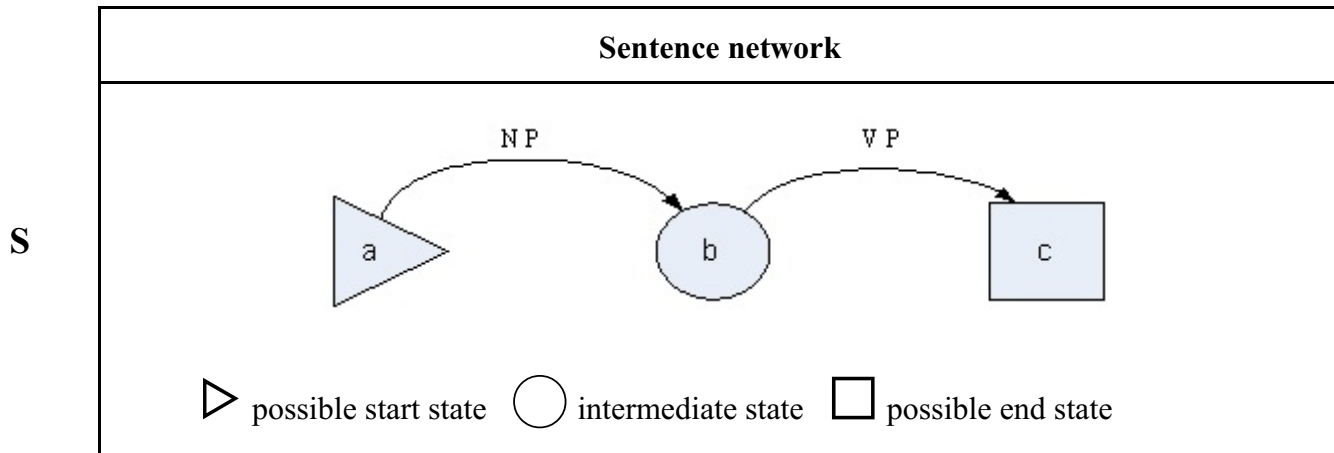 Sentence network
NP VP
S a b c
possible start state intermediate state possible end state